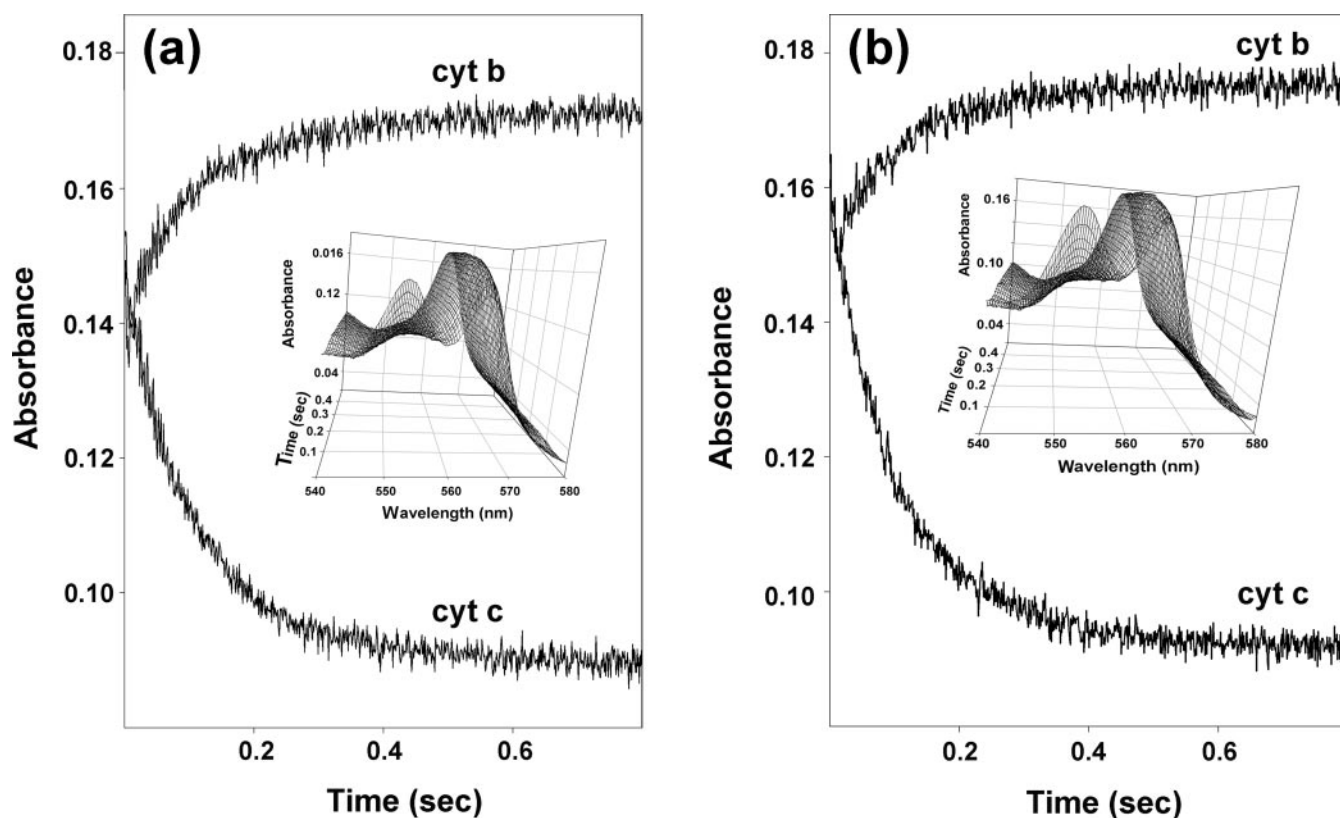 (a)
cyt b
cyt c
0.18
0.16
0.14
0.12
0.10
Absorbance
0.2
0.4
0.6
Time (sec)
0.016
0.12
0.04
Absorbance
0.4
0.3
0.2
0.1
Time (sec)
540
550
560
570
580
Wavelength (nm)
(b)
cyt b
cyt c
0.18
0.16
0.14
0.12
0.10
Absorbance
0.2
0.4
0.6
Time (sec)
0.16
0.10
0.04
Absorbance
0.4
0.3
0.2
0.1
Time (sec)
540
550
560
570
580
Wavelength (nm)